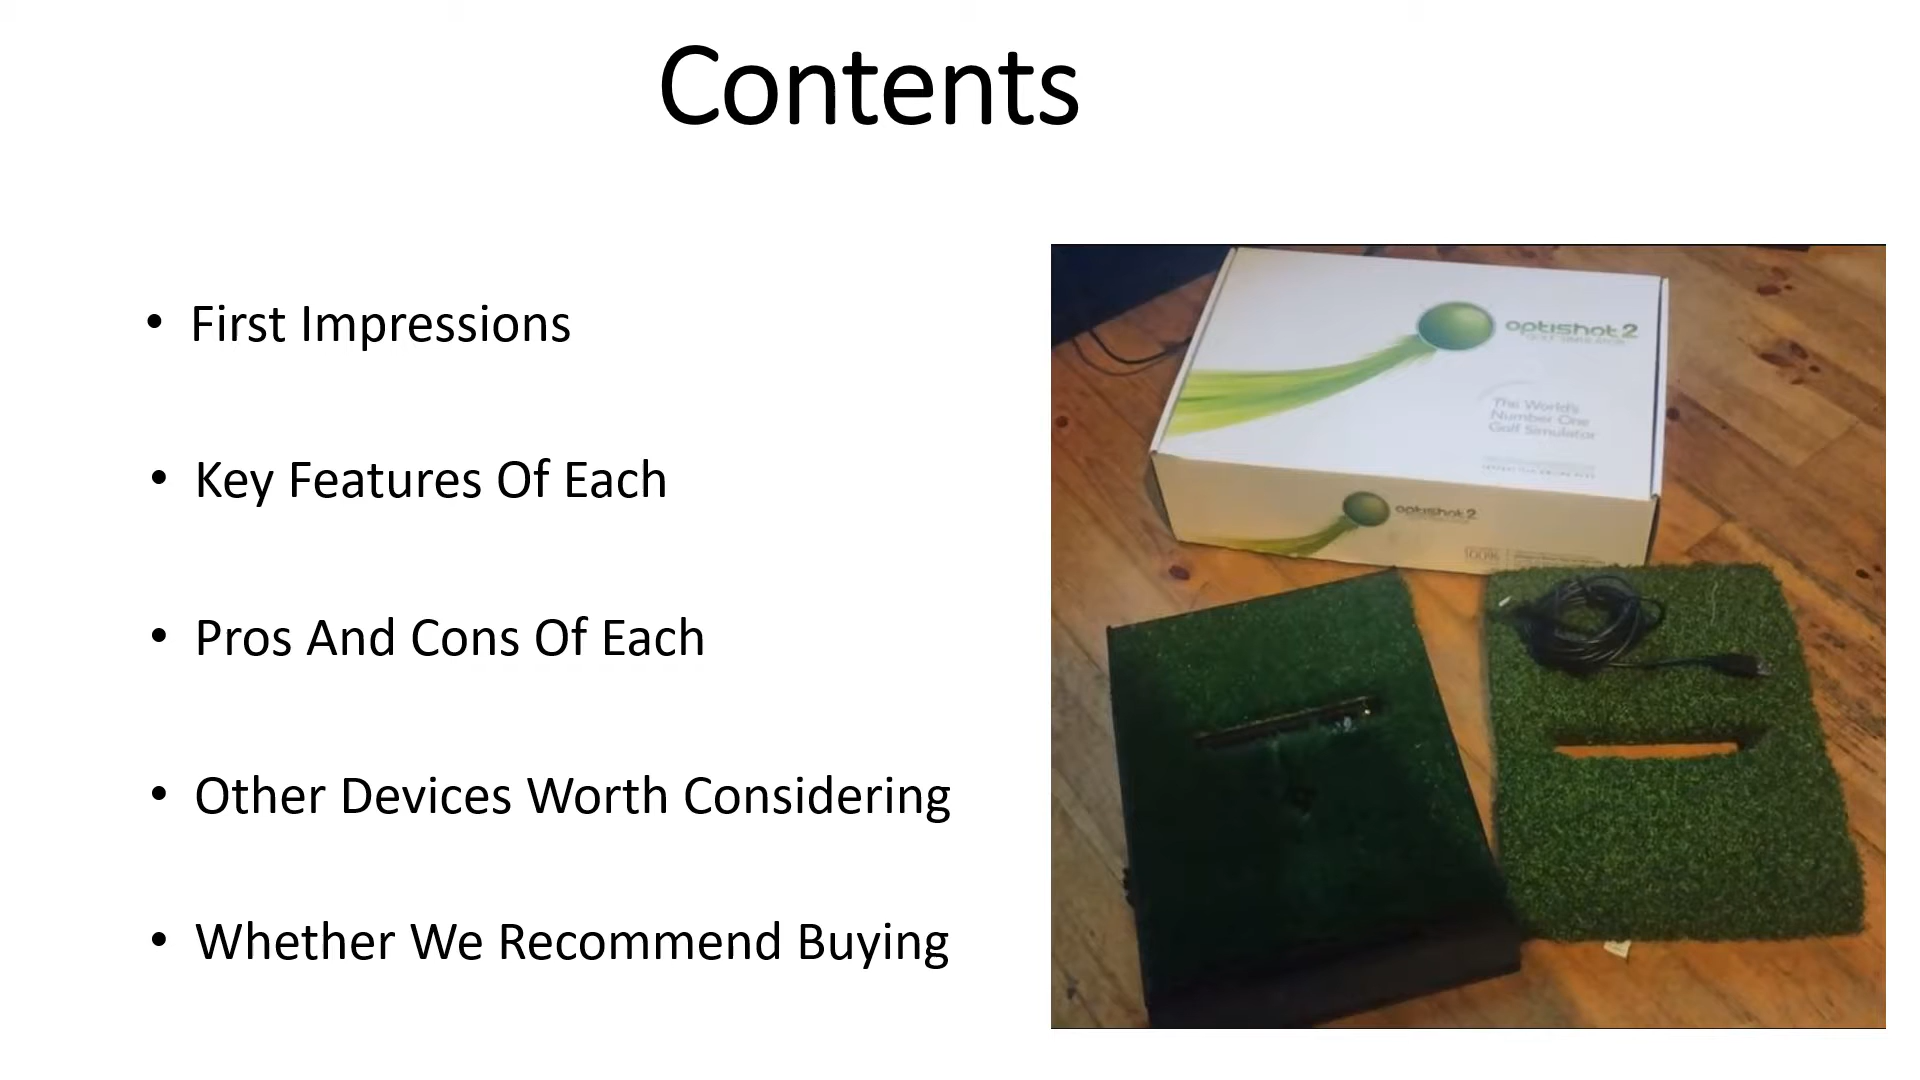 Contents
• First Impressions
• Key Features Of Each
• Pros And Cons Of Each
• Other Devices Worth Considering
• Whether We Recommend Buying
optishot 2
The World's
Number One
Golf Simulator
optishot 2
100%